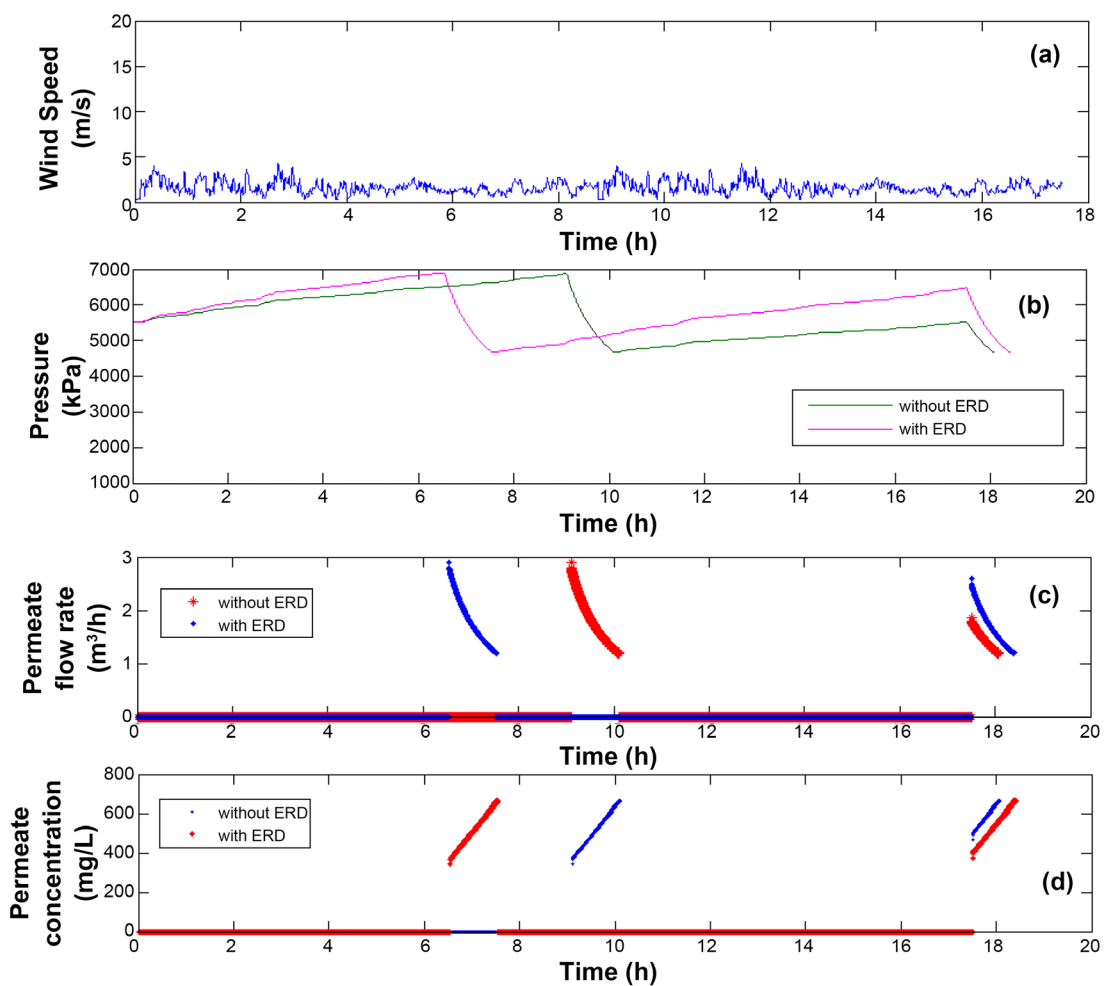 20
15
10
5
0
Wind Speed
(m/s)
(a)
0 2 4 6 8 10 12 14 16 18
Time (h)
7000
6000
5000
4000
3000
2000
1000
Pressure
(kPa)
(b)
without ERD
with ERD
0 2 4 6 8 10 12 14 16 18 20
Time (h)
3
2
1
0
Permeate
flow rate
(m³/h)
without ERD
with ERD
(c)
0 2 4 6 8 10 12 14 16 18 20
Time (h)
800
600
400
200
0
Permeate
concentration
(mg/L)
without ERD
with ERD
(d)
0 2 4 6 8 10 12 14 16 18 20
Time (h)